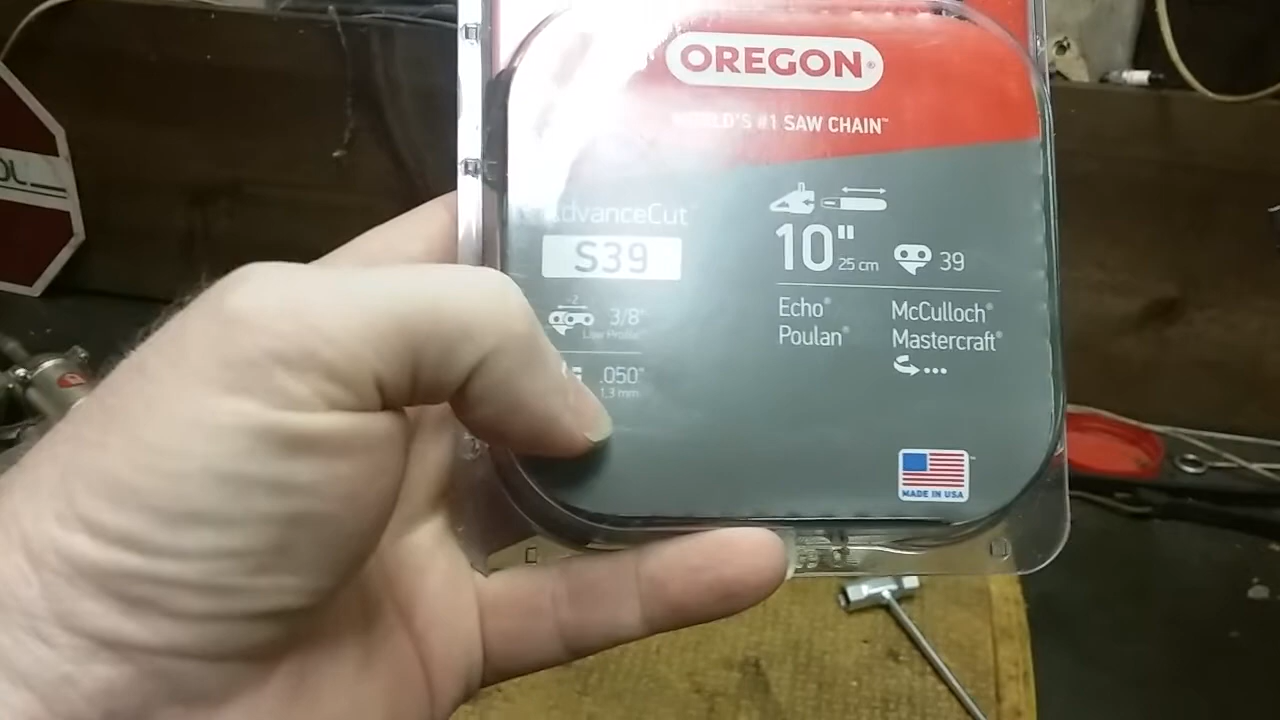 OREGON®
WORLD'S #1 SAW CHAIN™
AdvanceCut
S39
3/8"
Low Profile
.050"
1.3 mm
10"
25 cm
39
Echo®
Poulan®
McCulloch®
Mastercraft®
MADE IN USA